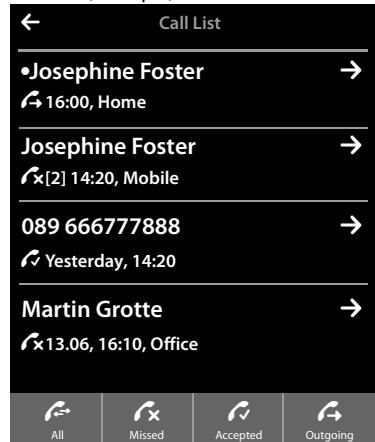 Call List
•Josephine Foster
16:00, Home
Josephine Foster
[2] 14:20, Mobile
089 666777888
Yesterday, 14:20
Martin Grotte
13.06, 16:10, Office
All Missed Accepted Outgoing